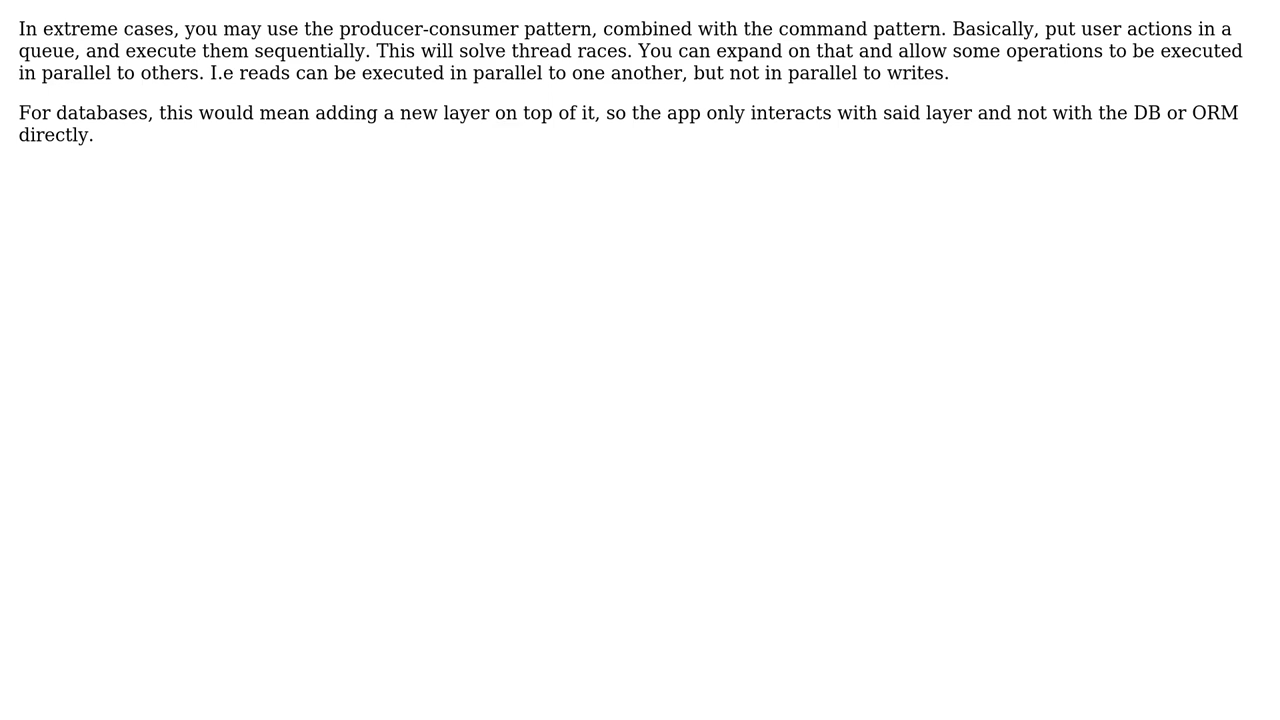 In extreme cases, you may use the producer-consumer pattern, combined with the command pattern. Basically, put user actions in a
queue, and execute them sequentially. This will solve thread races. You can expand on that and allow some operations to be executed
in parallel to others. I.e reads can be executed in parallel to one another, but not in parallel to writes.
For databases, this would mean adding a new layer on top of it, so the app only interacts with said layer and not with the DB or ORM
directly.